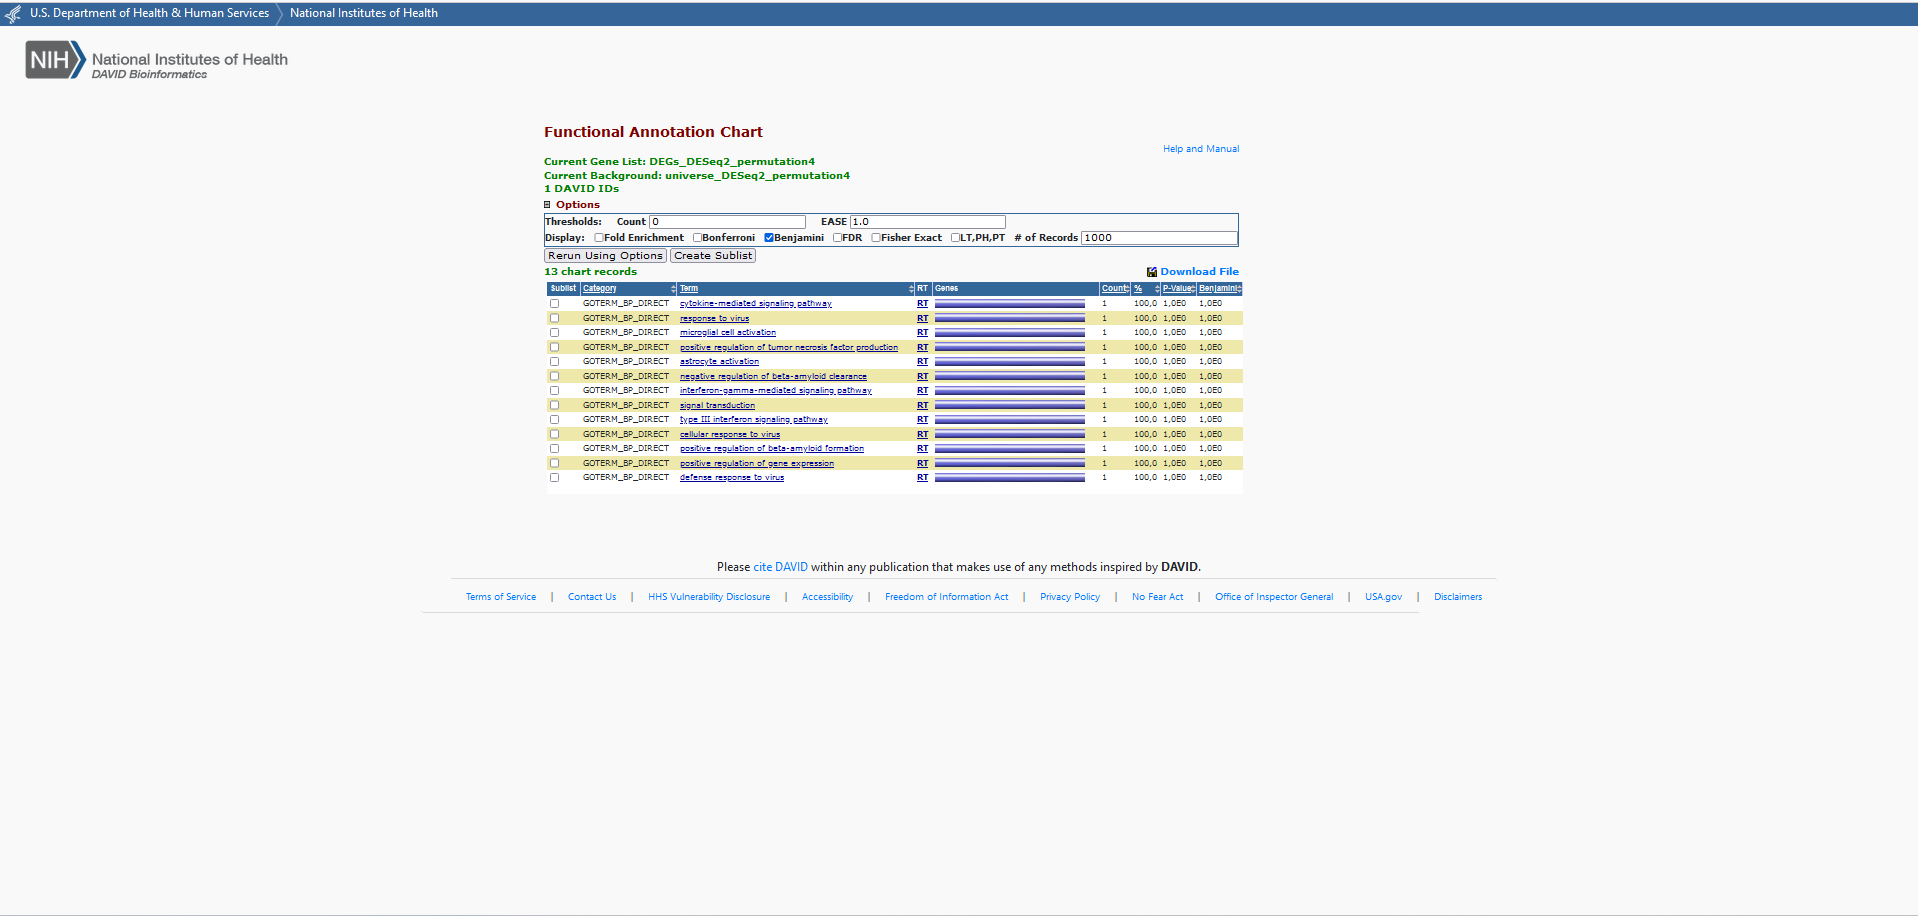 U.S. Department of Health & Human Services National Institutes of Health
NIH National Institutes of Health
DAVID Bioinformatics
Functional Annotation Chart
Help and Manual
Current Gene List: DEGs_DESeq2_permutation4
Current Background: universe_DESeq2_permutation4
1 DAVID IDs
Options
Thresholds: Count 0 EASE 1.0
Display: Fold Enrichment Bonferroni Benjamini FDR Fisher Exact LT,PH,PT # of Records 1000
Rerun Using Options Create Sublist
13 chart records Download File
Sublist Category Term RT Genes Count % P-Value Benjamini
GOTERM_BP_DIRECT cytokine-mediated signaling pathway RT 1 100,0 1,0E0 1,0E0
GOTERM_BP_DIRECT response to virus RT 1 100,0 1,0E0 1,0E0
GOTERM_BP_DIRECT microglial cell activation RT 1 100,0 1,0E0 1,0E0
GOTERM_BP_DIRECT positive regulation of tumor necrosis factor production RT 1 100,0 1,0E0 1,0E0
GOTERM_BP_DIRECT astrocyte activation RT 1 100,0 1,0E0 1,0E0
GOTERM_BP_DIRECT negative regulation of beta-amyloid clearance RT 1 100,0 1,0E0 1,0E0
GOTERM_BP_DIRECT interferon-gamma-mediated signaling pathway RT 1 100,0 1,0E0 1,0E0
GOTERM_BP_DIRECT signal transduction RT 1 100,0 1,0E0 1,0E0
GOTERM_BP_DIRECT type III interferon signaling pathway RT 1 100,0 1,0E0 1,0E0
GOTERM_BP_DIRECT cellular response to virus RT 1 100,0 1,0E0 1,0E0
GOTERM_BP_DIRECT positive regulation of beta-amyloid formation RT 1 100,0 1,0E0 1,0E0
GOTERM_BP_DIRECT positive regulation of gene expression RT 1 100,0 1,0E0 1,0E0
GOTERM_BP_DIRECT defense response to virus RT 1 100,0 1,0E0 1,0E0
Please cite DAVID within any publication that makes use of any methods inspired by DAVID.
Terms of Service | Contact Us | HHS Vulnerability Disclosure | Accessibility | Freedom of Information Act | Privacy Policy | No Fear Act | Office of Inspector General | USA.gov | Disclaimers